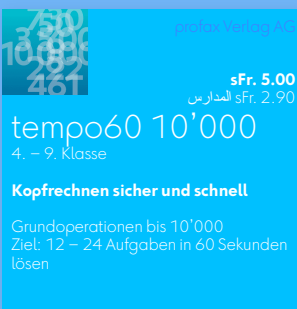 profax Verlag AG
sFr. 5.00
المدارس sFr. 2.90
tempo60 10’000
4. – 9. Klasse
Kopfrechnen sicher und schnell
Grundoperationen bis 10’000
Ziel: 12 – 24 Aufgaben in 60 Sekunden
lösen